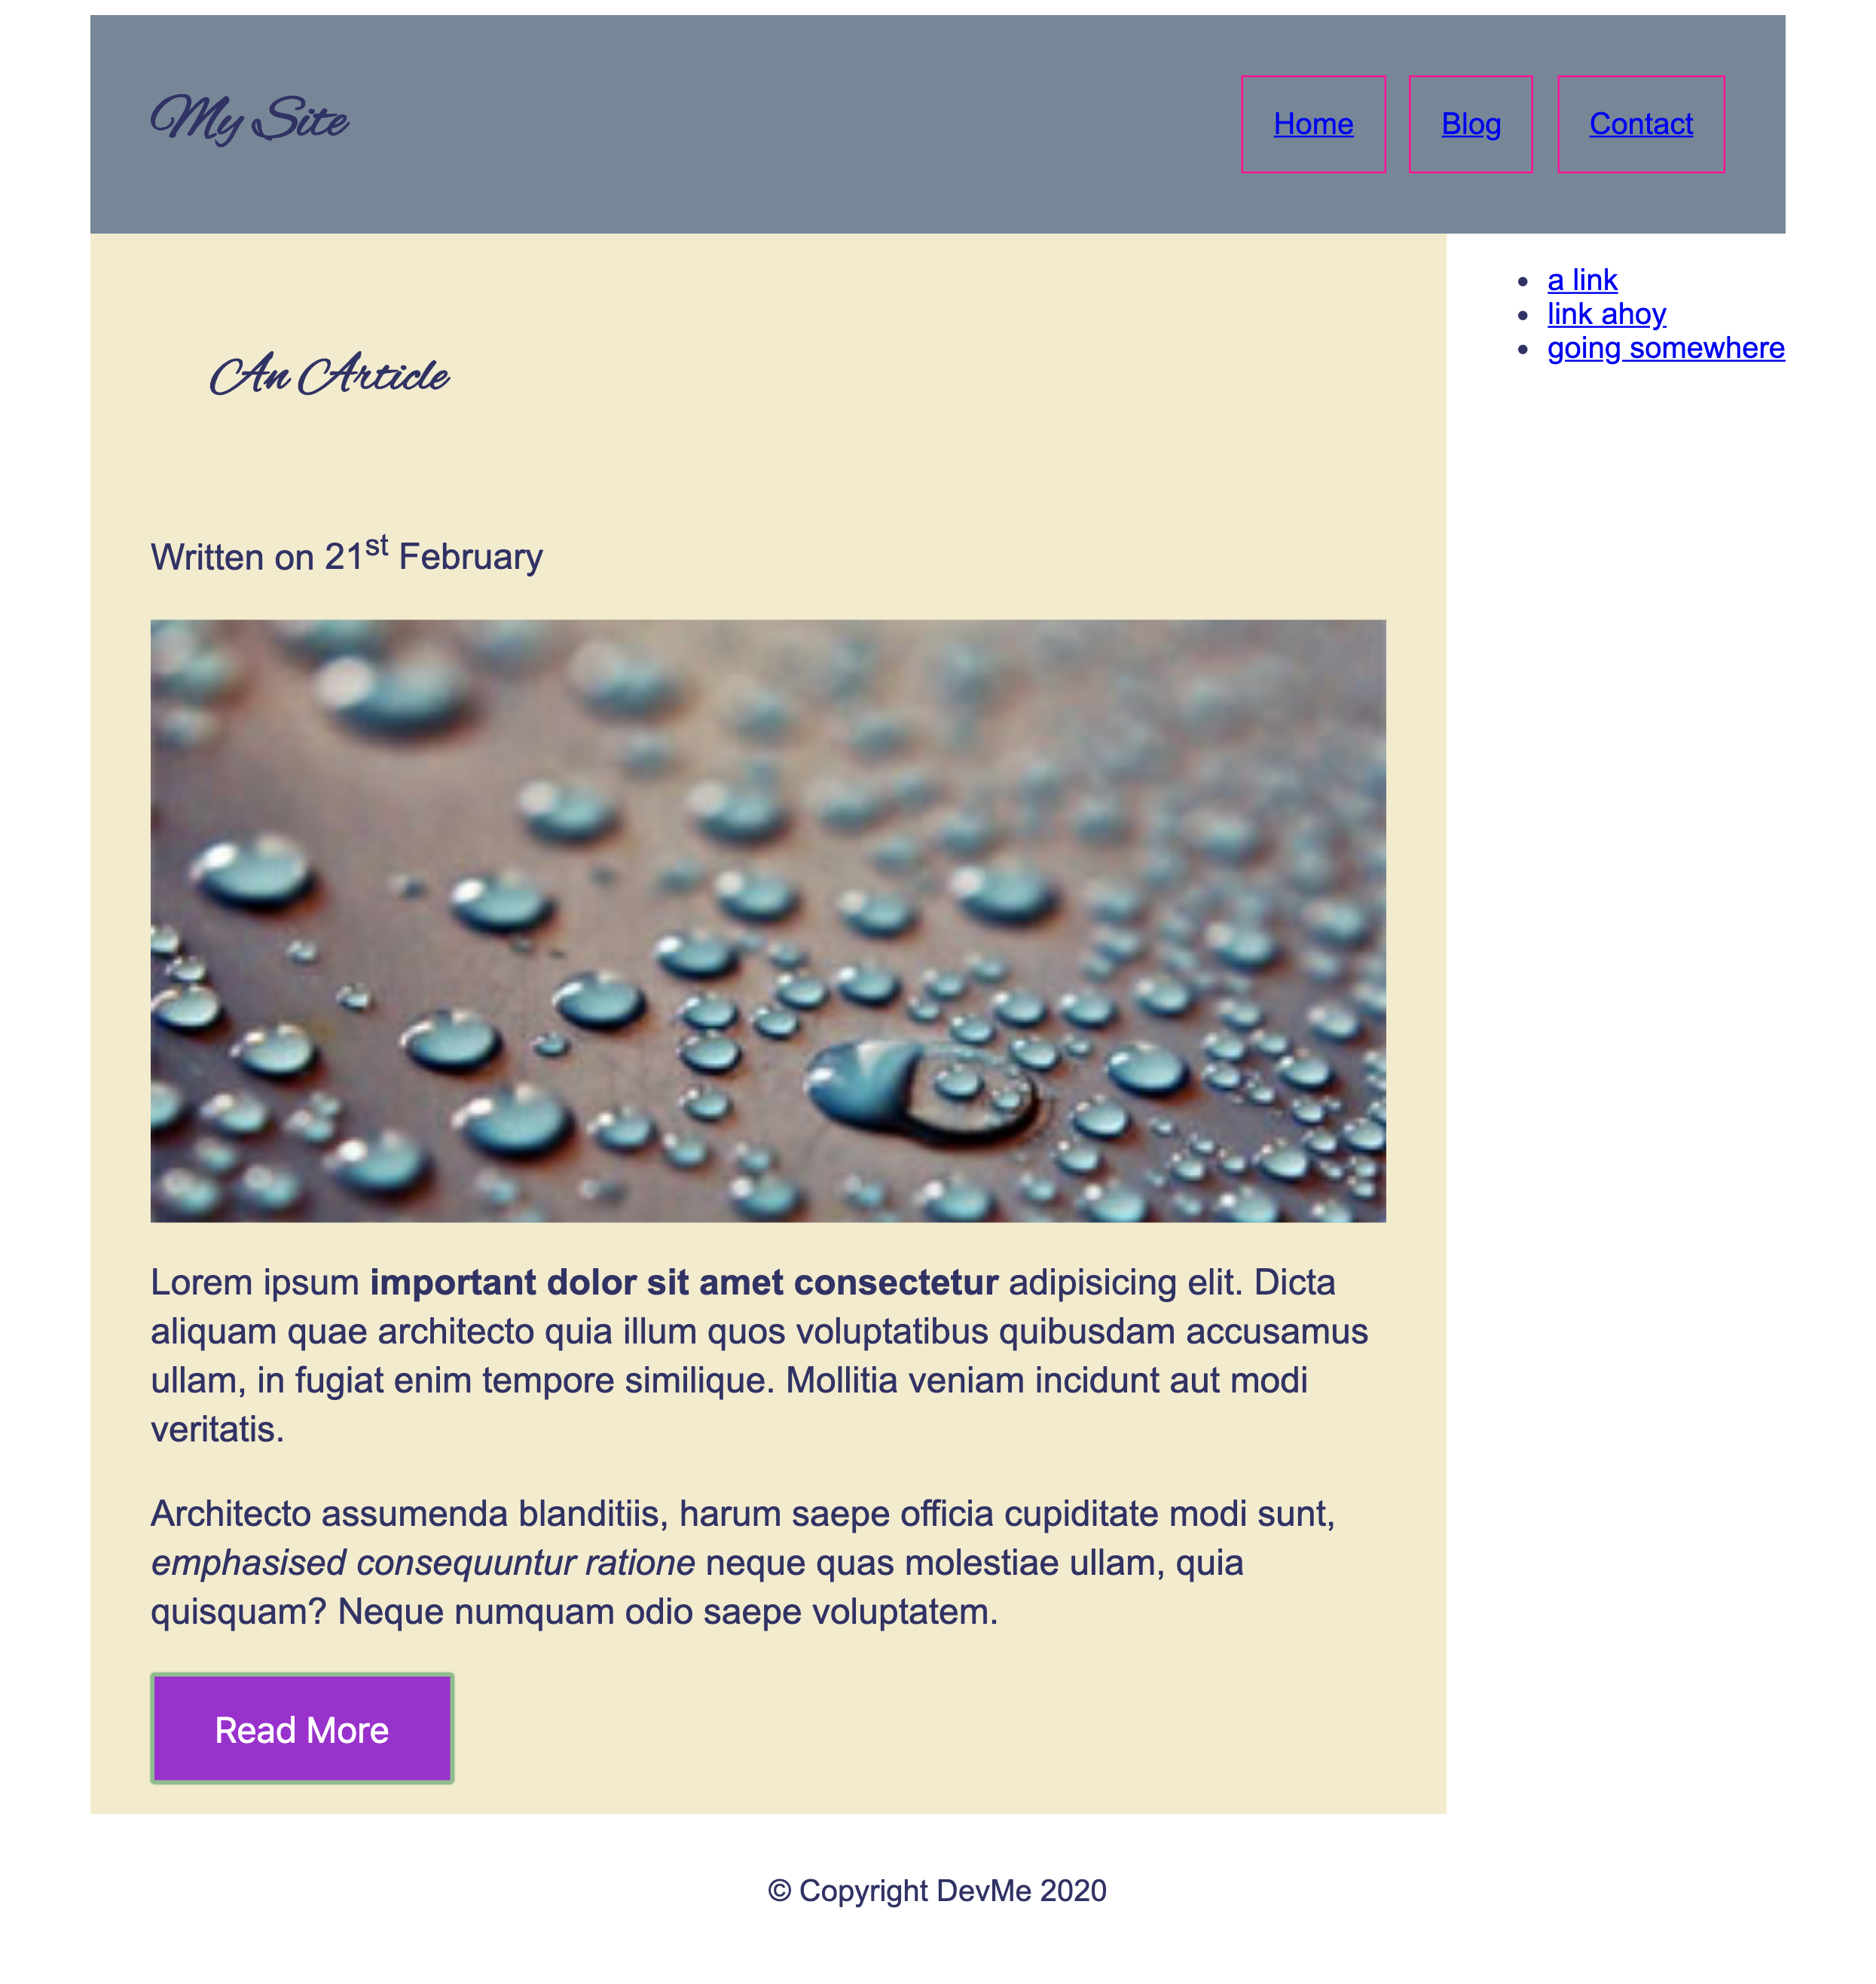 My Site
Home Blog Contact
a link
link ahoy
going somewhere
An Article
Written on 21st February
Lorem ipsum important dolor sit amet consectetur adipisicing elit. Dicta
aliquam quae architecto quia illum quos voluptatibus quibusdam accusamus
ullam, in fugiat enim tempore similique. Mollitia veniam incidunt aut modi
veritatis.
Architecto assumenda blanditiis, harum saepe officia cupiditate modi sunt,
emphasised consequuntur ratione neque quas molestiae ullam, quia
quisquam? Neque numquam odio saepe voluptatem.
Read More
© Copyright DevMe 2020